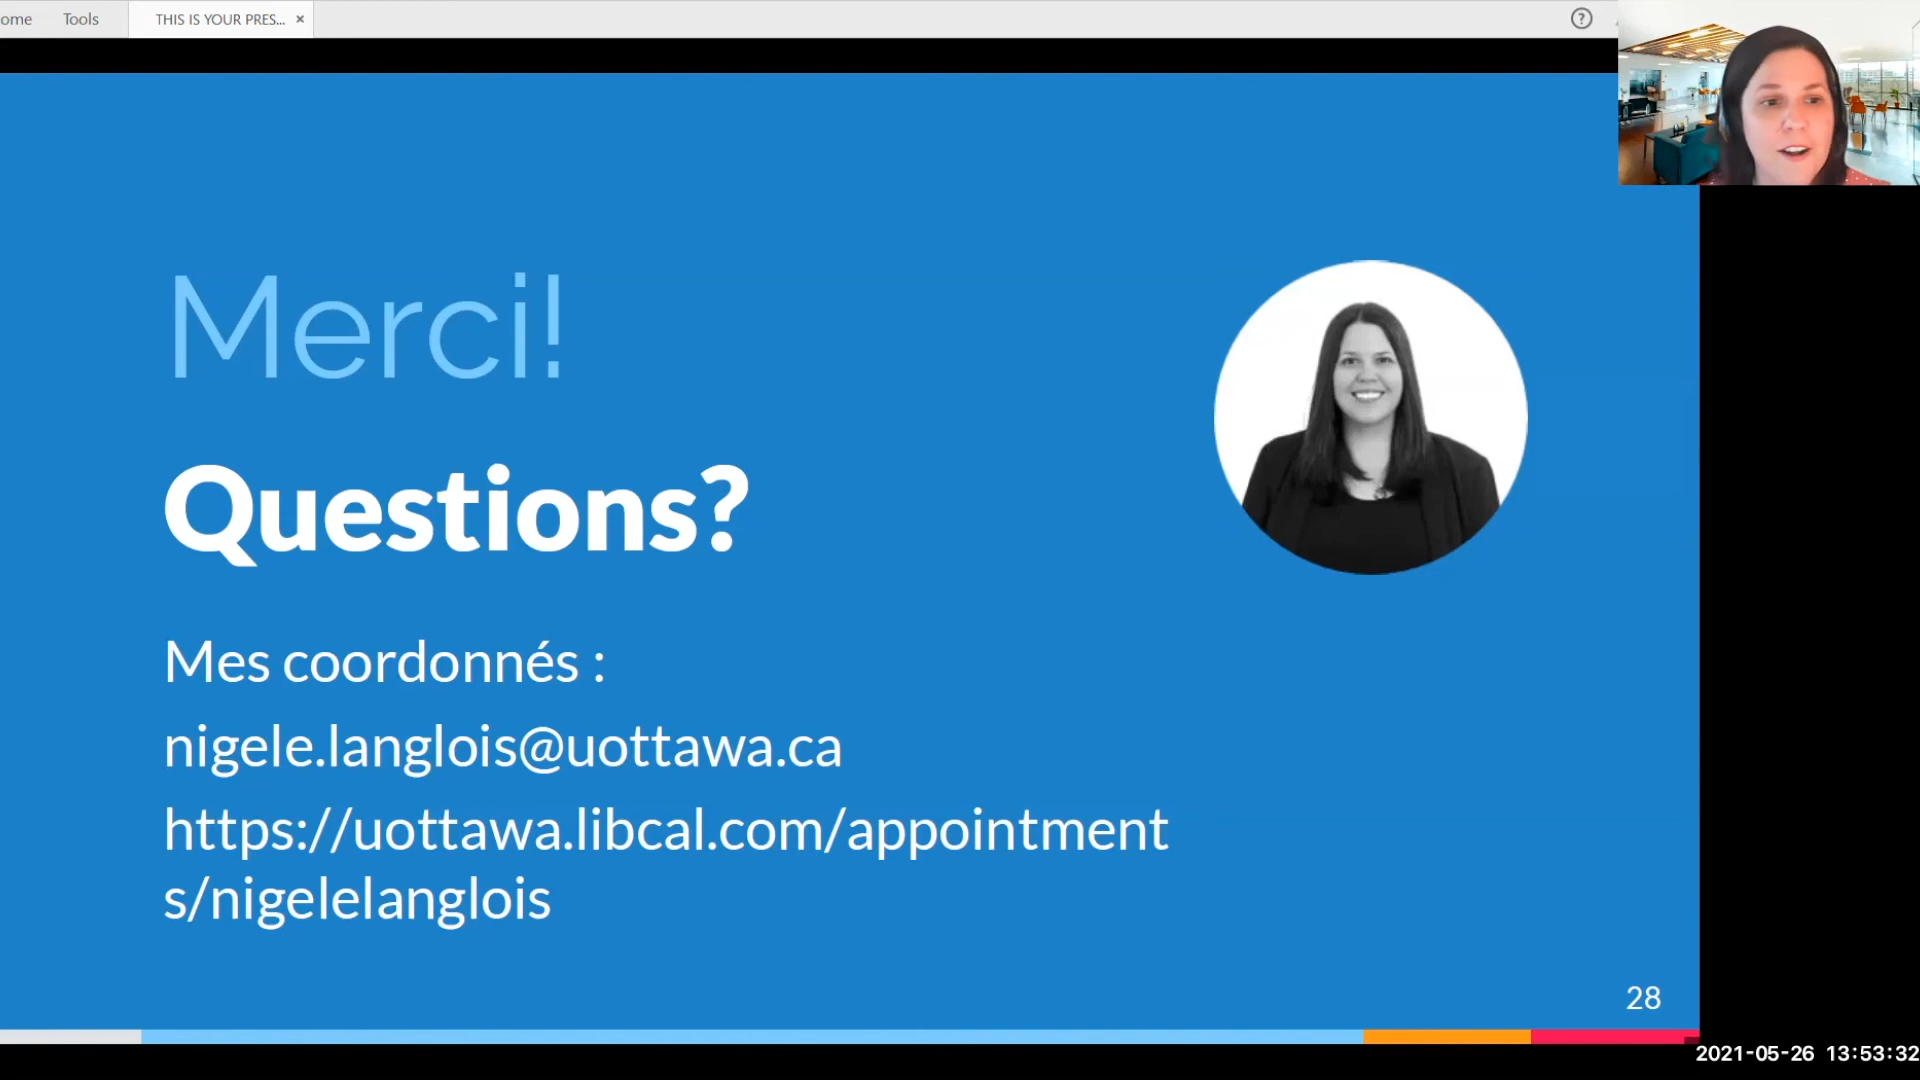 ome Tools THIS IS YOUR PRES... ×
?
Merci!
Questions?
Mes coordonnés :
nigele.langlois@uottawa.ca
https://uottawa.libcal.com/appointment
s/nigelelanglois
28
2021-05-26 13:53:32